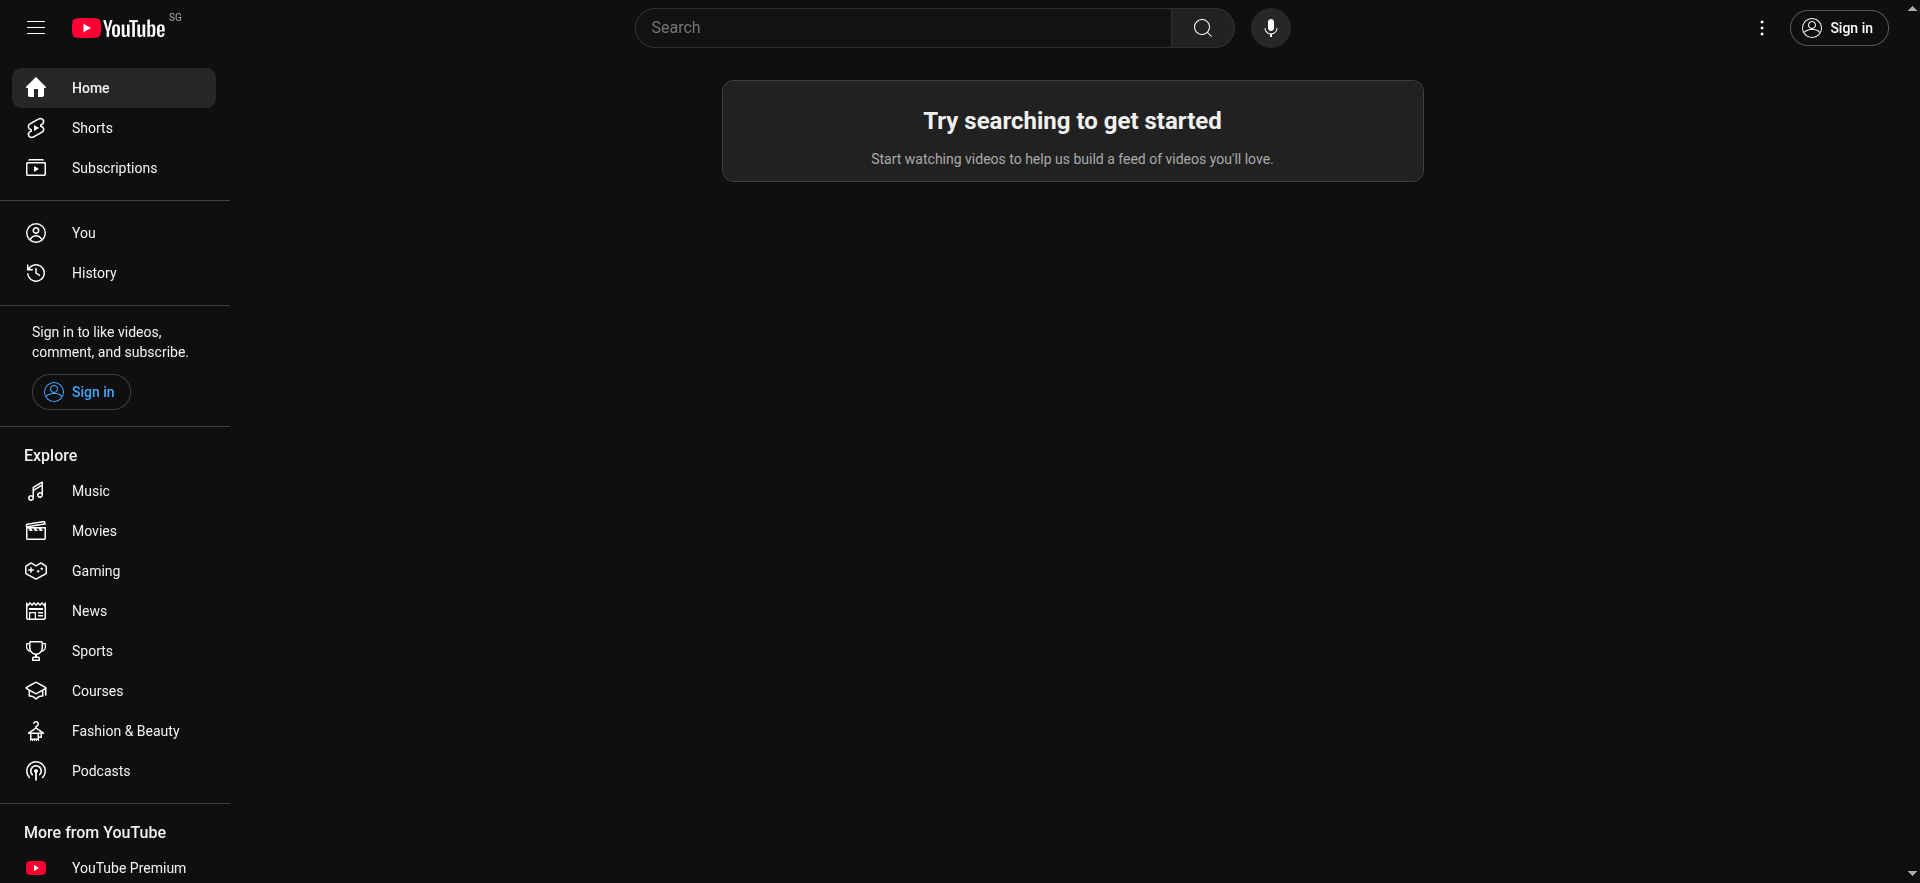 YouTube SG
Search
Sign in
Home
Shorts
Subscriptions
You
History
Sign in to like videos,
comment, and subscribe.
Sign in
Explore
Music
Movies
Gaming
News
Sports
Courses
Fashion & Beauty
Podcasts
More from YouTube
YouTube Premium
Try searching to get started
Start watching videos to help us build a feed of videos you'll love.